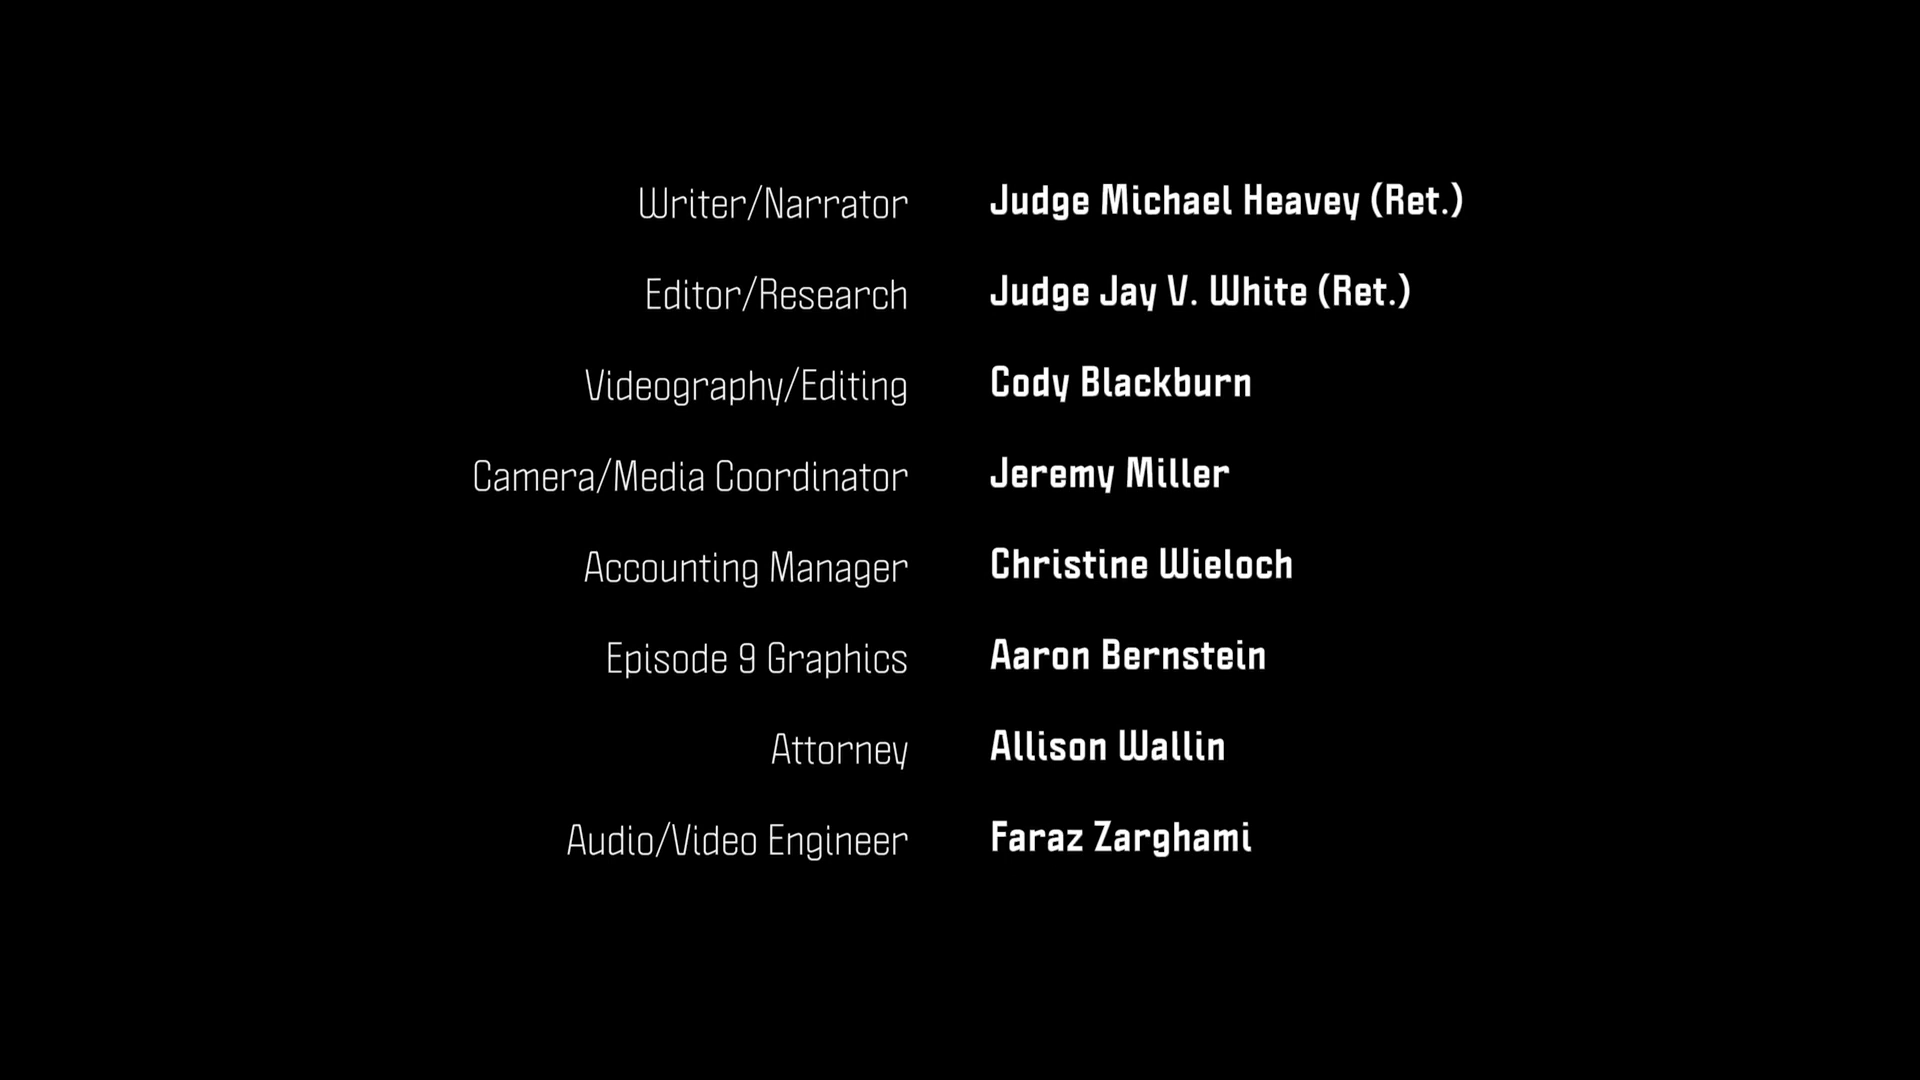 Writer/Narrator Judge Michael Heavey (Ret.)
Editor/Research Judge Jay V. White (Ret.)
Videography/Editing Cody Blackburn
Camera/Media Coordinator Jeremy Miller
Accounting Manager Christine Wieloch
Episode 9 Graphics Aaron Bernstein
Attorney Allison Wallin
Audio/Video Engineer Faraz Zarghami